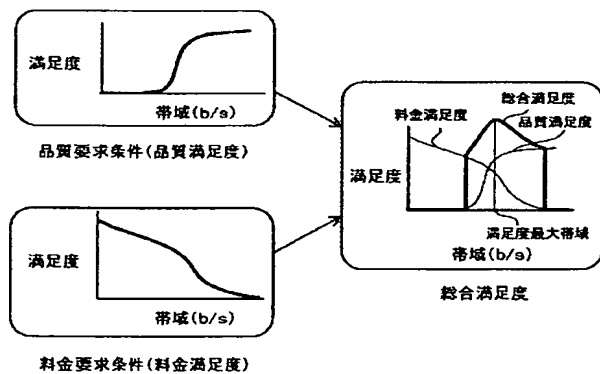 満足度
帯域(b/s)
品質要求条件(品質満足度)
満足度
帯域(b/s)
料金要求条件(料金満足度)
総合満足度
料金満足度
品質満足度
満足度
満足度最大帯域
帯域(b/s)
総合満足度